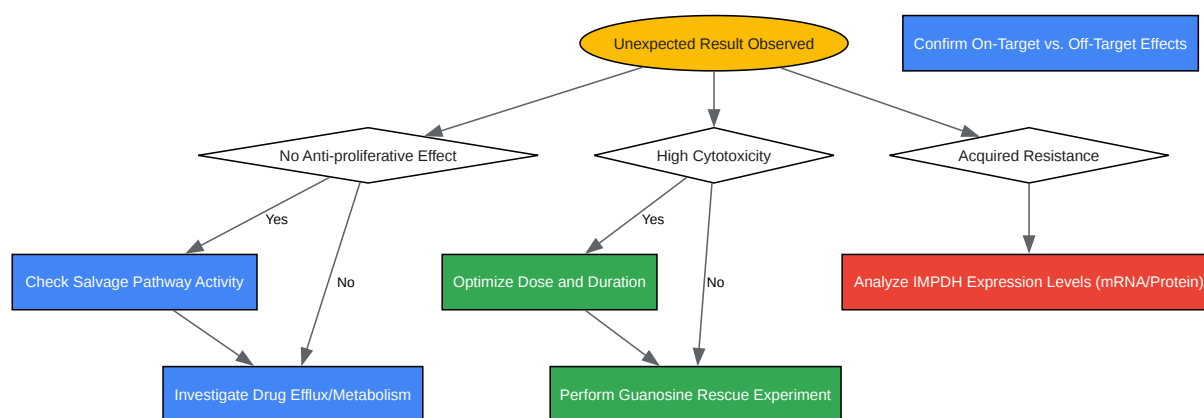 Unexpected Result Observed
Confirm On-Target vs. Off-Target Effects
No Anti-proliferative Effect
High Cytotoxicity
Acquired Resistance
Yes
Yes
Check Salvage Pathway Activity
No
Optimize Dose and Duration
No
Analyze IMPDH Expression Levels (mRNA/Protein)
Investigate Drug Efflux/Metabolism
Perform Guanosine Rescue Experiment